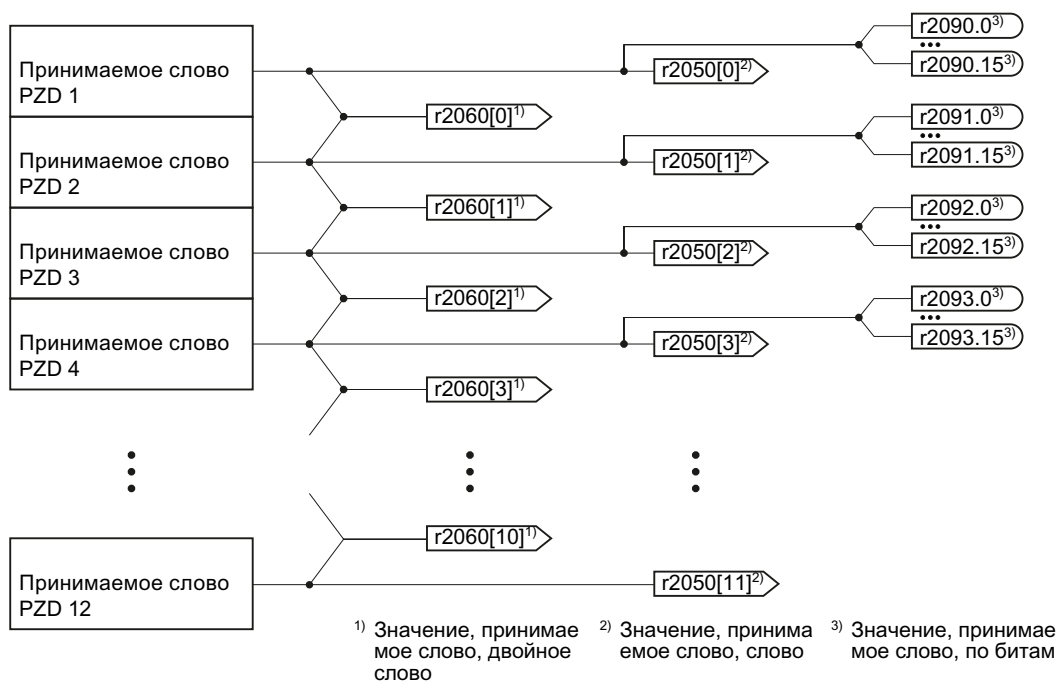 r2090.0³⁾
Принимаемое слово
PZD 1
r2050[0]²⁾
•••
r2090.15³⁾
r2060[0]¹⁾
r2091.0³⁾
Принимаемое слово
PZD 2
r2050[1]²⁾
•••
r2091.15³⁾
r2060[1]¹⁾
r2092.0³⁾
Принимаемое слово
PZD 3
r2050[2]²⁾
•••
r2092.15³⁾
r2060[2]¹⁾
r2093.0³⁾
Принимаемое слово
PZD 4
r2050[3]²⁾
•••
r2093.15³⁾
r2060[3]¹⁾
r2060[10]¹⁾
Принимаемое слово
PZD 12
r2050[11]²⁾
¹⁾ Значение, принимае
мое слово, двойное
слово
²⁾ Значение, принима
емое слово, слово
³⁾ Значение, принимае
мое слово, по битам